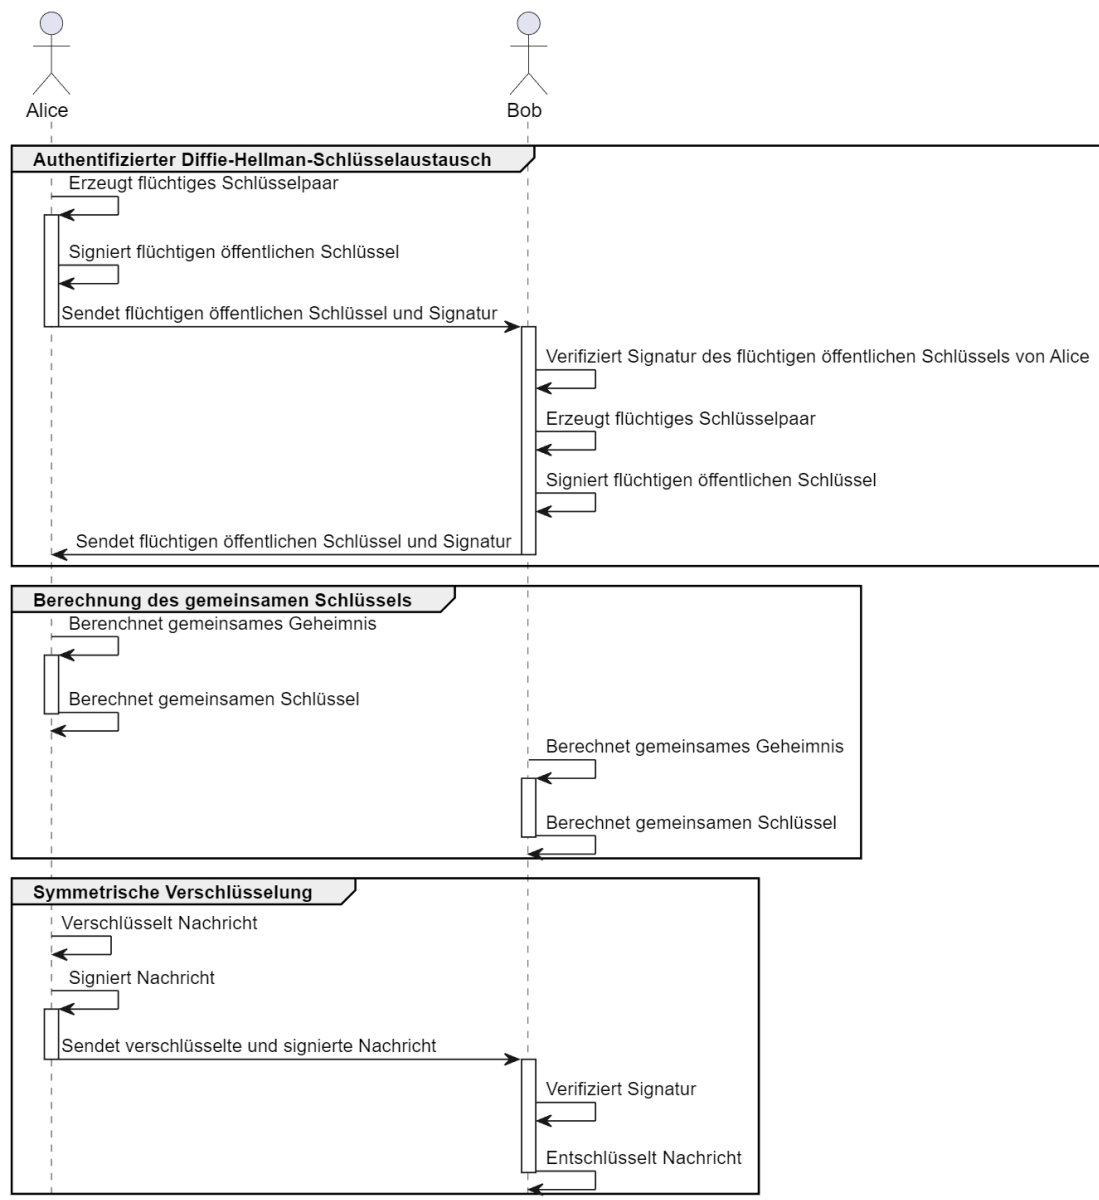 Alice
Bob
Authentifizierter Diffie-Hellman-Schlüsselaustausch
Erzeugt flüchtiges Schlüsselpaar
Signiert flüchtigen öffentlichen Schlüssel
Sendet flüchtigen öffentlichen Schlüssel und Signatur
Verifiziert Signatur des flüchtigen öffentlichen Schlüssels von Alice
Erzeugt flüchtiges Schlüsselpaar
Signiert flüchtigen öffentlichen Schlüssel
Sendet flüchtigen öffentlichen Schlüssel und Signatur
Berechnung des gemeinsamen Schlüssels
Berenchnet gemeinsames Geheimnis
Berechnet gemeinsamen Schlüssel
Berechnet gemeinsames Geheimnis
Berechnet gemeinsamen Schlüssel
Symmetrische Verschlüsselung
Verschlüsselt Nachricht
Signiert Nachricht
Sendet verschlüsselte und signierte Nachricht
Verifiziert Signatur
Entschlüsselt Nachricht